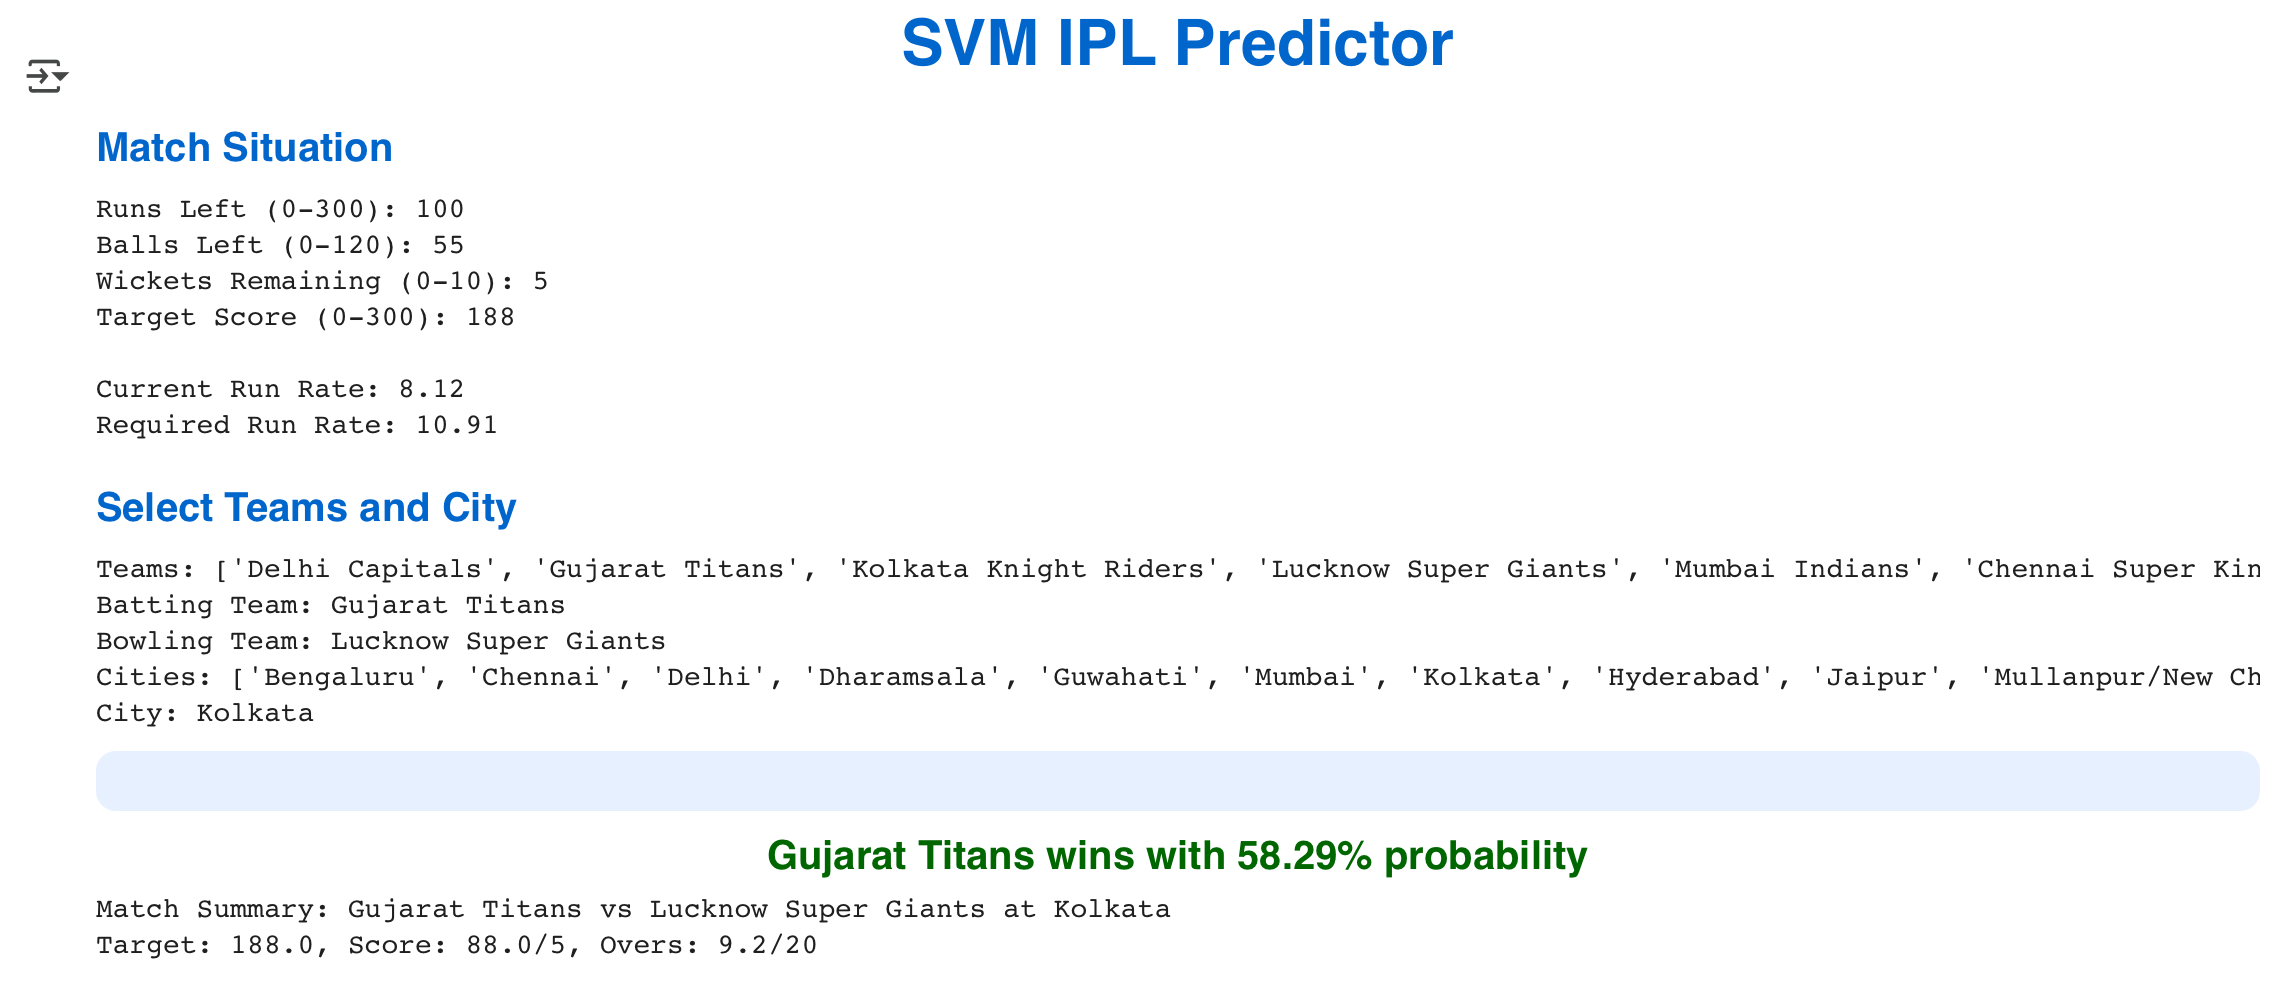 SVM IPL Predictor
Match Situation
Runs Left (0-300): 100
Balls Left (0-120): 55
Wickets Remaining (0-10): 5
Target Score (0-300): 188
Current Run Rate: 8.12
Required Run Rate: 10.91
Select Teams and City
Teams: ['Delhi Capitals', 'Gujarat Titans', 'Kolkata Knight Riders', 'Lucknow Super Giants', 'Mumbai Indians', 'Chennai Super Kin
Batting Team: Gujarat Titans
Bowling Team: Lucknow Super Giants
Cities: ['Bengaluru', 'Chennai', 'Delhi', 'Dharamsala', 'Guwahati', 'Mumbai', 'Kolkata', 'Hyderabad', 'Jaipur', 'Mullanpur/New Ch
City: Kolkata
Gujarat Titans wins with 58.29% probability
Match Summary: Gujarat Titans vs Lucknow Super Giants at Kolkata
Target: 188.0, Score: 88.0/5, Overs: 9.2/20